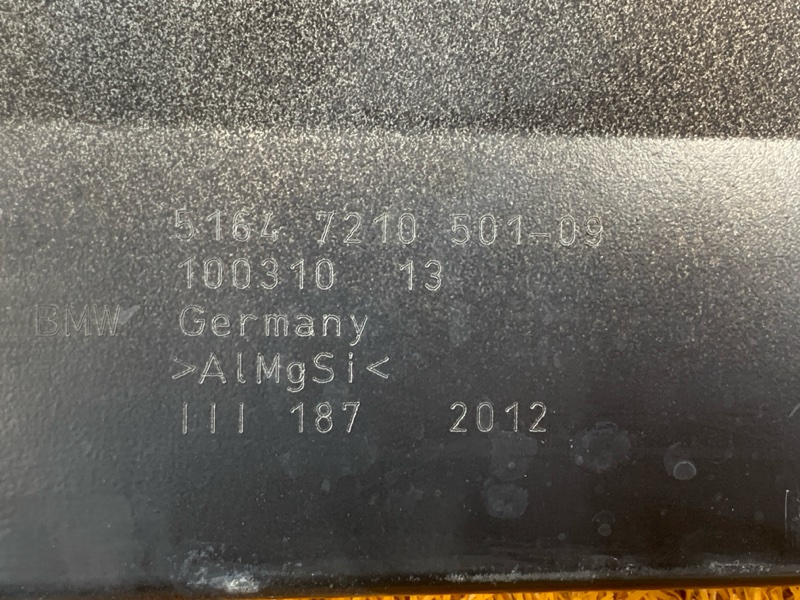 5164 7210 501-09
100310 13
BMW Germany
>AlMgSi<
III 187 2012